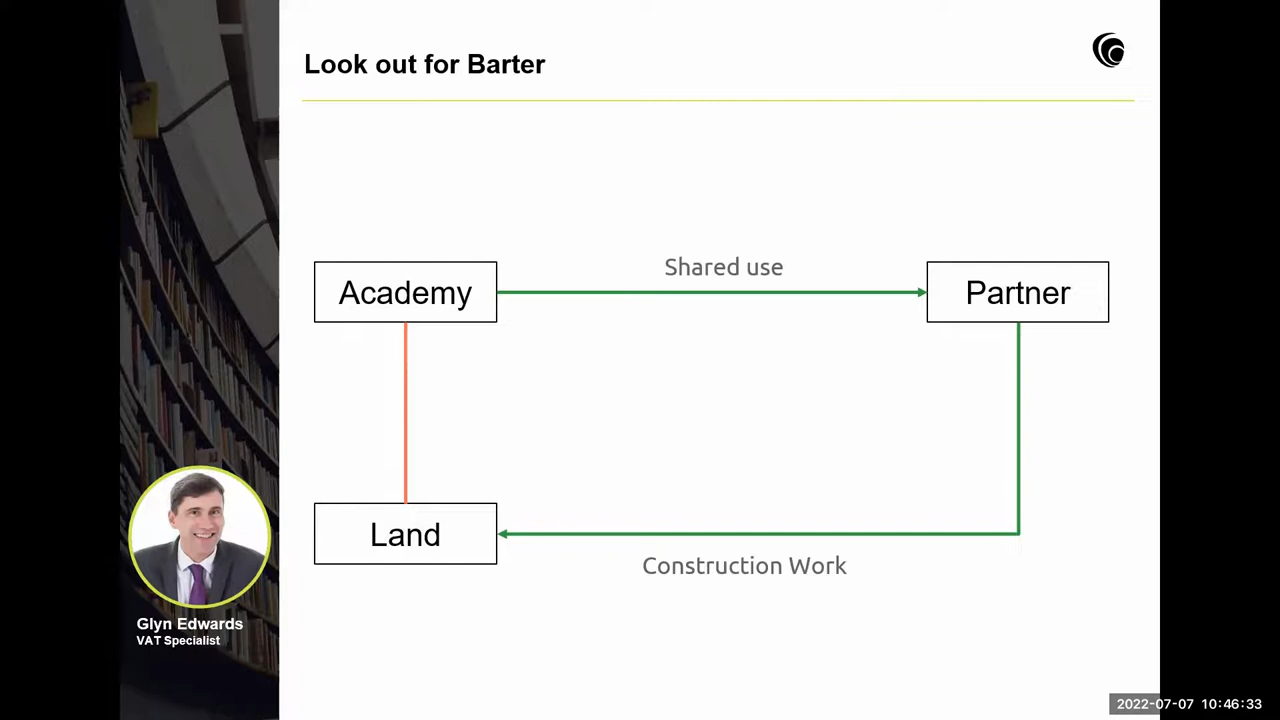 Look out for Barter
Shared use
Academy
Partner
Land
Construction Work
Glyn Edwards
VAT Specialist
2022-07-07 10:46:33